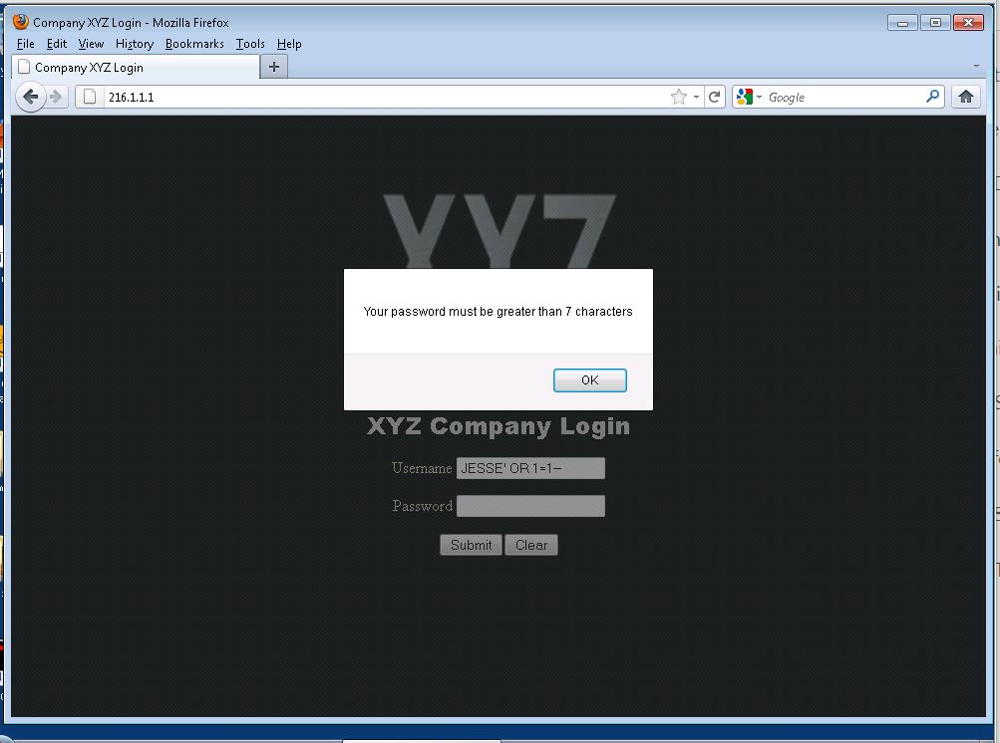 Company XYZ Login - Mozilla Firefox
File Edit View History Bookmarks Tools Help
Company XYZ Login
216.1.1.1
Google
XYZ
Your password must be greater than 7 characters
OK
XYZ Company Login
Username JESSE' OR 1=1--
Password
Submit Clear